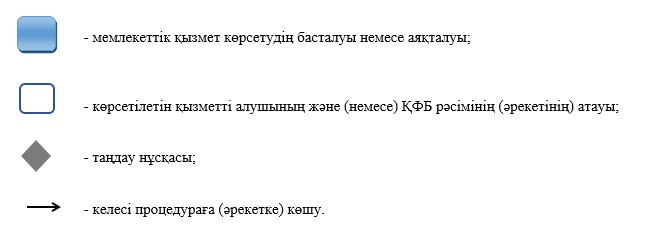 - мемлекеттік қызмет көрсетудің басталуы немесе аяқталуы;
- көрсетілетін қызметті алушының және (немесе) ҚФБ рәсімінің (әрекетінің) атауы;
- таңдау нұсқасы;
- келесі процедураға (әрекетке) көшу.